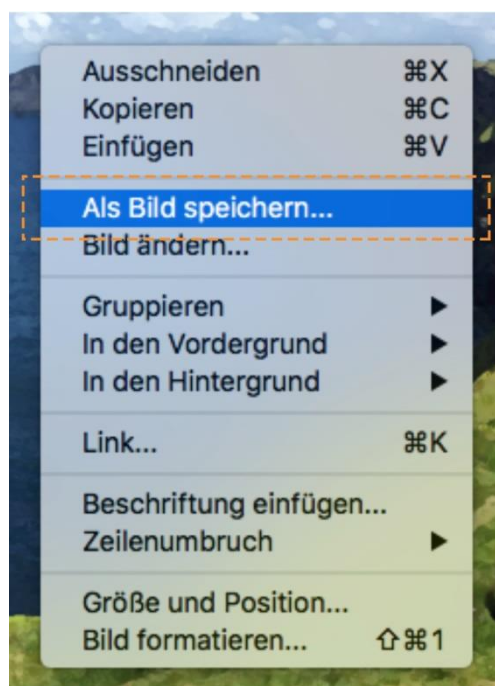 Ausschneiden ⌘X
Kopieren ⌘C
Einfügen ⌘V
Als Bild speichern...
Bild ändern...
Gruppieren ▶
In den Vordergrund ▶
In den Hintergrund ▶
Link... ⌘K
Beschriftung einfügen...
Zeilenumbruch ▶
Größe und Position...
Bild formatieren... ⇧⌘1